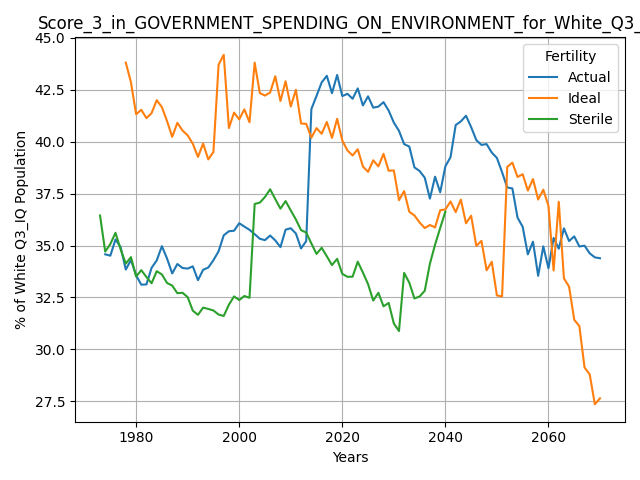 Score_3_in_GOVERNMENT_SPENDING_ON_ENVIRONMENT_for_White_Q3_
45.0
42.5
40.0
37.5
35.0
32.5
30.0
27.5
% of White Q3_IQ Population
Fertility
Actual
Ideal
Sterile
1980
2000
2020
2040
2060
Years